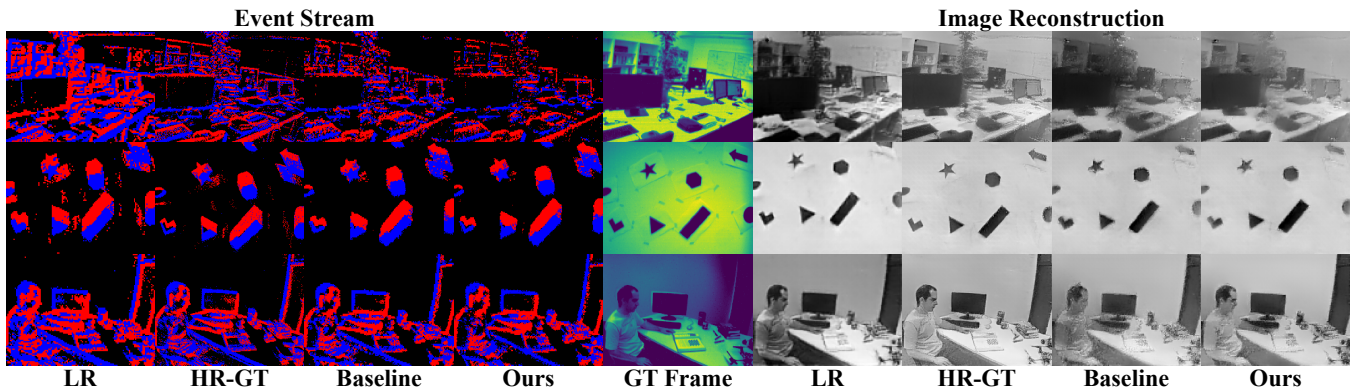 Event Stream Image Reconstruction
LR HR-GT Baseline Ours GT Frame LR HR-GT Baseline Ours